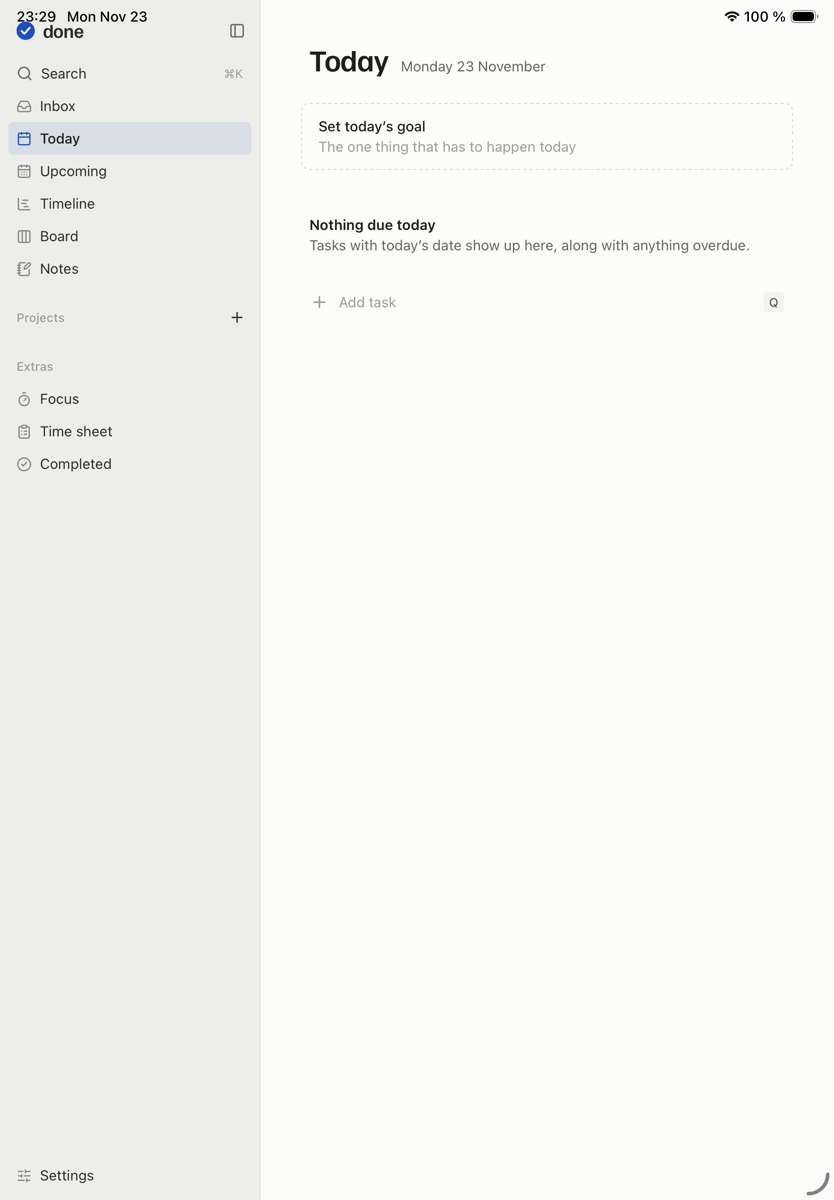 23:29 Mon Nov 23
100 %
done
Search ⌘K
Inbox
Today
Upcoming
Timeline
Board
Notes
Projects
Extras
Focus
Time sheet
Completed
Settings
Today Monday 23 November
Set today’s goal
The one thing that has to happen today
Nothing due today
Tasks with today’s date show up here, along with anything overdue.
Add task Q